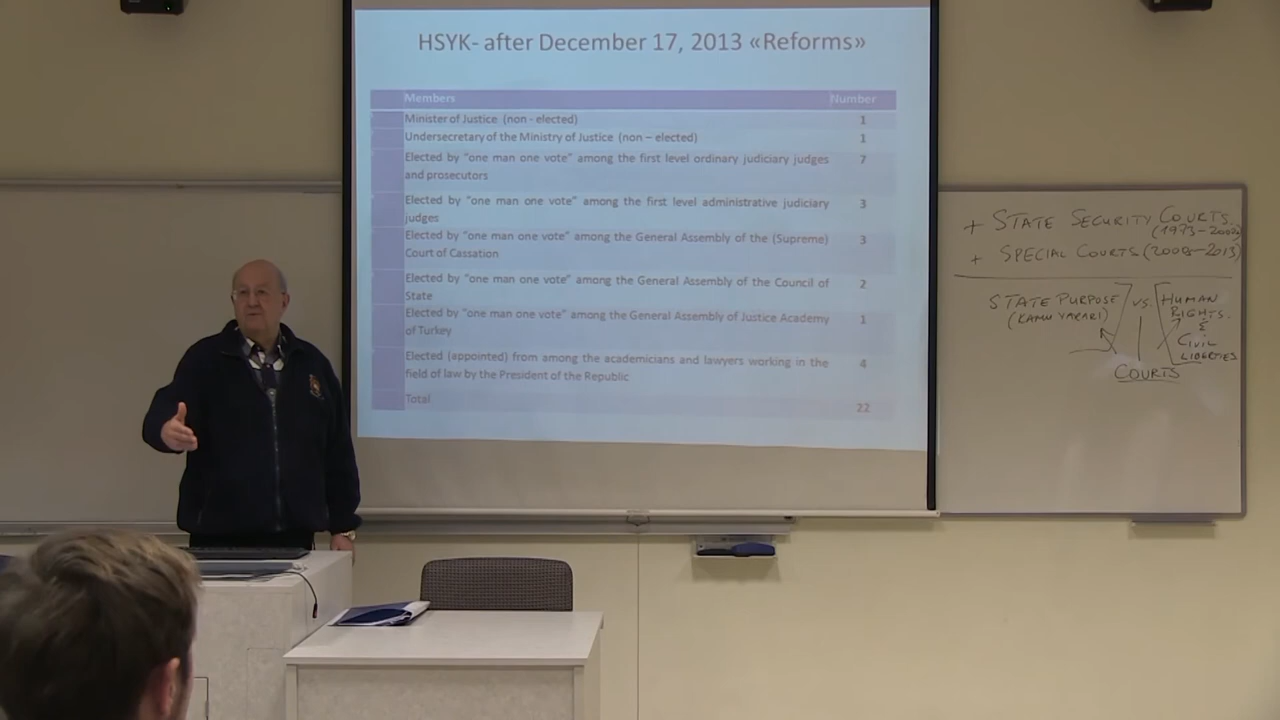 HSYK- after December 17, 2013 «Reforms»
Members Number
Minister of Justice (non - elected) 1
Undersecretary of the Ministry of Justice (non – elected) 1
Elected by "one man one vote" among the first level ordinary judiciary judges 7
and prosecutors
Elected by "one man one vote" among the first level administrative judiciary 3
judges
Elected by "one man one vote" among the General Assembly of the (Supreme) 3
Court of Cassation
Elected by "one man one vote" among the General Assembly of the Council of 2
State
Elected by "one man one vote" among the General Assembly of Justice Academy 1
of Turkey
Elected (appointed) from among the academicians and lawyers working in the 4
field of law by the President of the Republic
Total 22
+ STATE SECURITY COURTS.
(1973-
+ SPECIAL COURTS (2008-2013)
STATE PURPOSE VS. HUMAN
(KAMU YARARI) RIGHTS.
&
CIVIL
LIBERTIES
COURTS